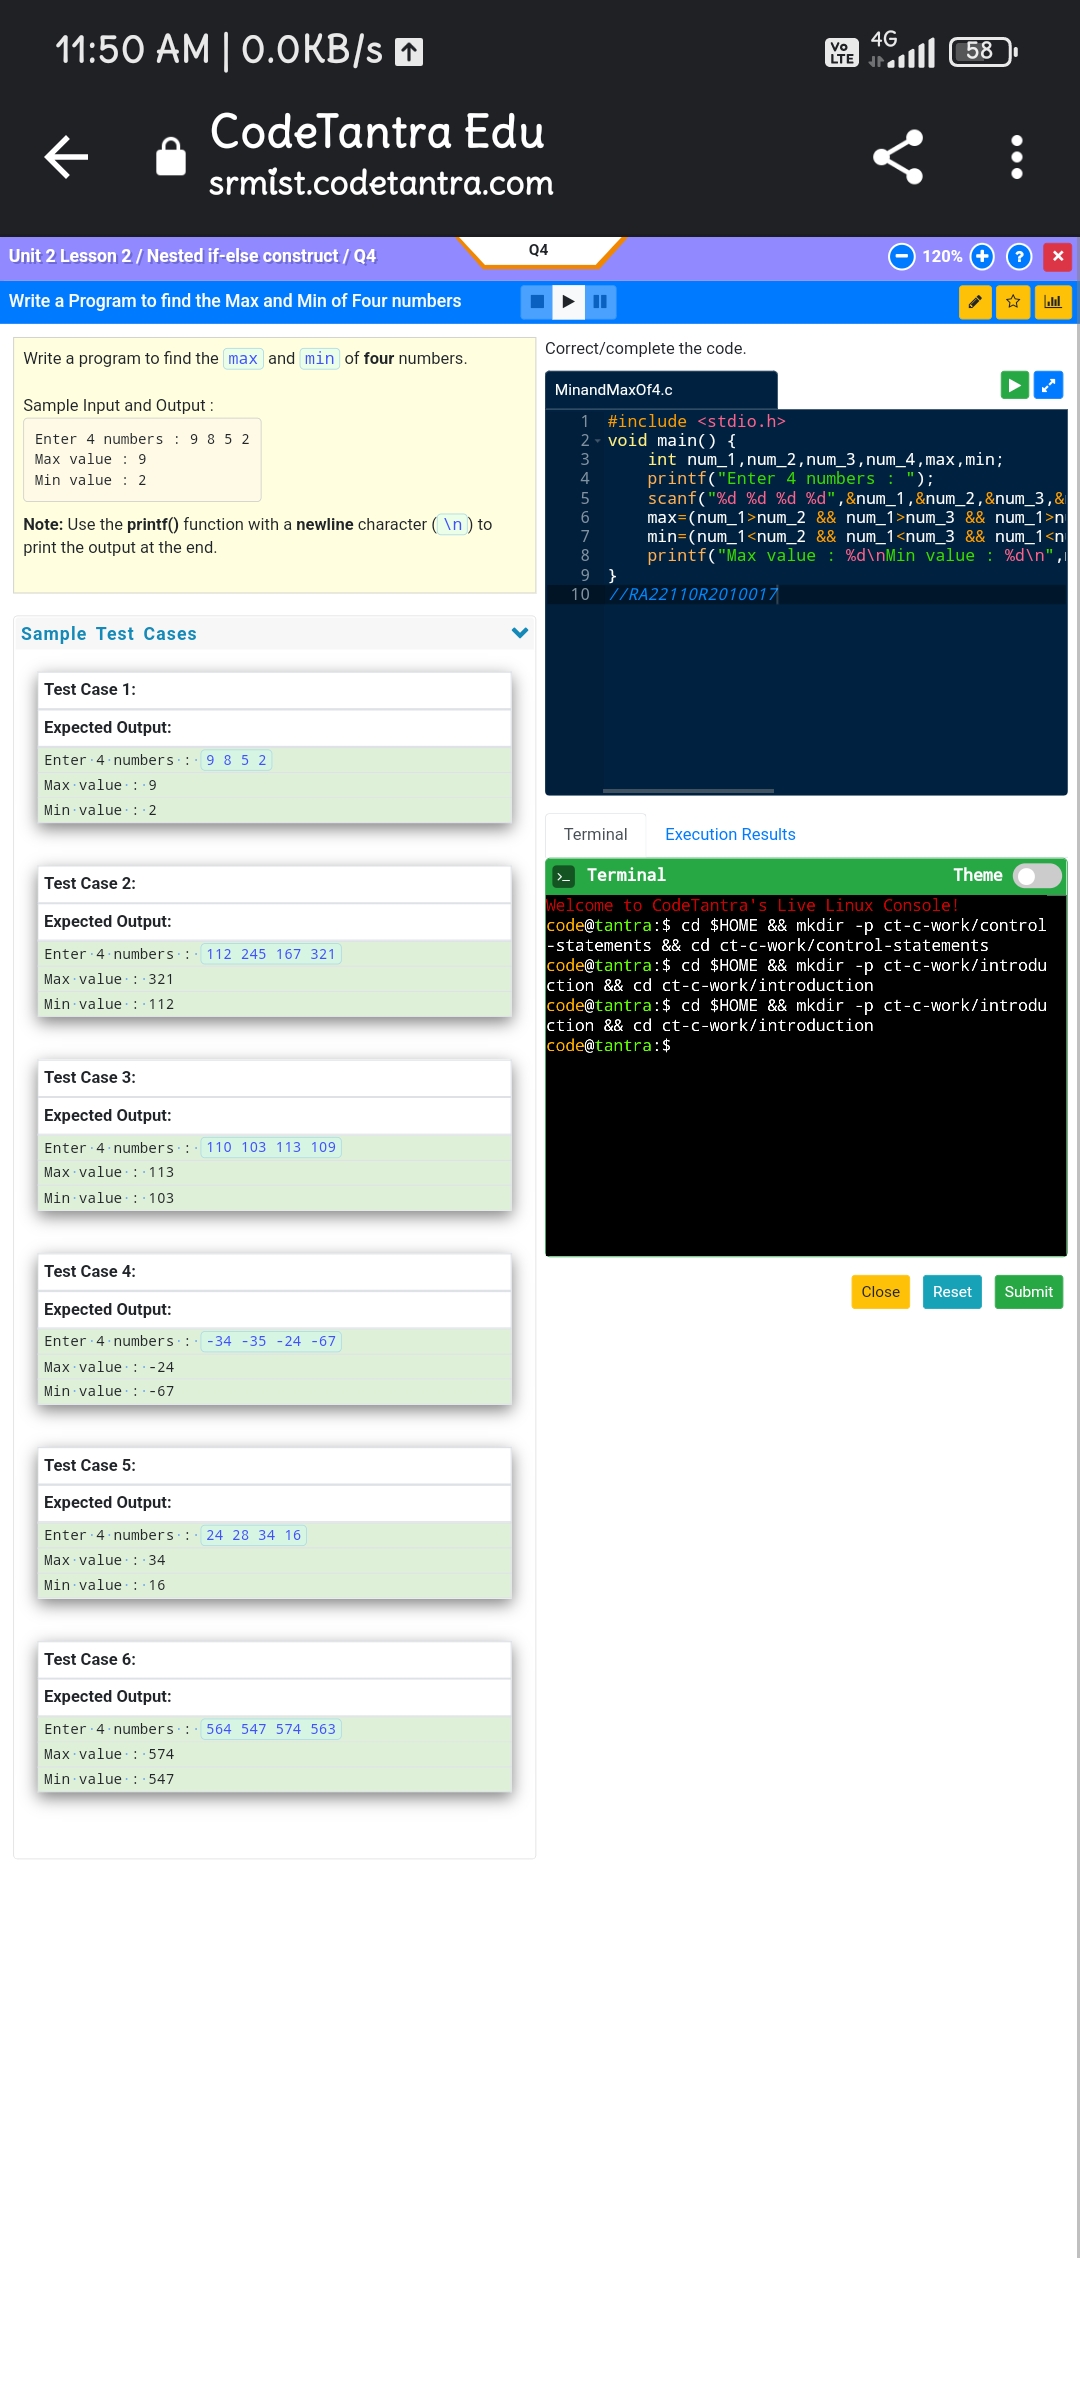 11:50 AM | 0.0KB/s
Vo LTE 4G 58
CodeTantra Edu
srmist.codetantra.com
Unit 2 Lesson 2 / Nested if-else construct / Q4
Q4
120%
?
Write a Program to find the Max and Min of Four numbers
Write a program to find the max and min of four numbers.
Sample Input and Output :
Enter 4 numbers : 9 8 5 2
Max value : 9
Min value : 2
Note: Use the printf() function with a newline character ( \n ) to
print the output at the end.
Sample Test Cases
Test Case 1:
Expected Output:
Enter·4·numbers·:· 9 8 5 2
Max·value·:·9
Min·value·:·2
Test Case 2:
Expected Output:
Enter·4·numbers·:· 112 245 167 321
Max·value·:·321
Min·value·:·112
Test Case 3:
Expected Output:
Enter·4·numbers·:· 110 103 113 109
Max·value·:·113
Min·value·:·103
Test Case 4:
Expected Output:
Enter·4·numbers·:· -34 -35 -24 -67
Max·value·:·-24
Min·value·:·-67
Test Case 5:
Expected Output:
Enter·4·numbers·:· 24 28 34 16
Max·value·:·34
Min·value·:·16
Test Case 6:
Expected Output:
Enter·4·numbers·:· 564 547 574 563
Max·value·:·574
Min·value·:·547
Correct/complete the code.
MinandMaxOf4.c
1 #include <stdio.h>
2 void main() {
3 int num_1,num_2,num_3,num_4,max,min;
4 printf("Enter 4 numbers : ");
5 scanf("%d %d %d %d",&num_1,&num_2,&num_3,&
6 max=(num_1>num_2 && num_1>num_3 && num_1>n
7 min=(num_1<num_2 && num_1<num_3 && num_1<n
8 printf("Max value : %d\nMin value : %d\n",
9 }
10 //RA22110R2010017
Terminal
Execution Results
>_ Terminal
Theme
Welcome to CodeTantra's Live Linux Console!
code@tantra:$ cd $HOME && mkdir -p ct-c-work/control
-statements && cd ct-c-work/control-statements
code@tantra:$ cd $HOME && mkdir -p ct-c-work/introdu
ction && cd ct-c-work/introduction
code@tantra:$ cd $HOME && mkdir -p ct-c-work/introdu
ction && cd ct-c-work/introduction
code@tantra:$
Close
Reset
Submit